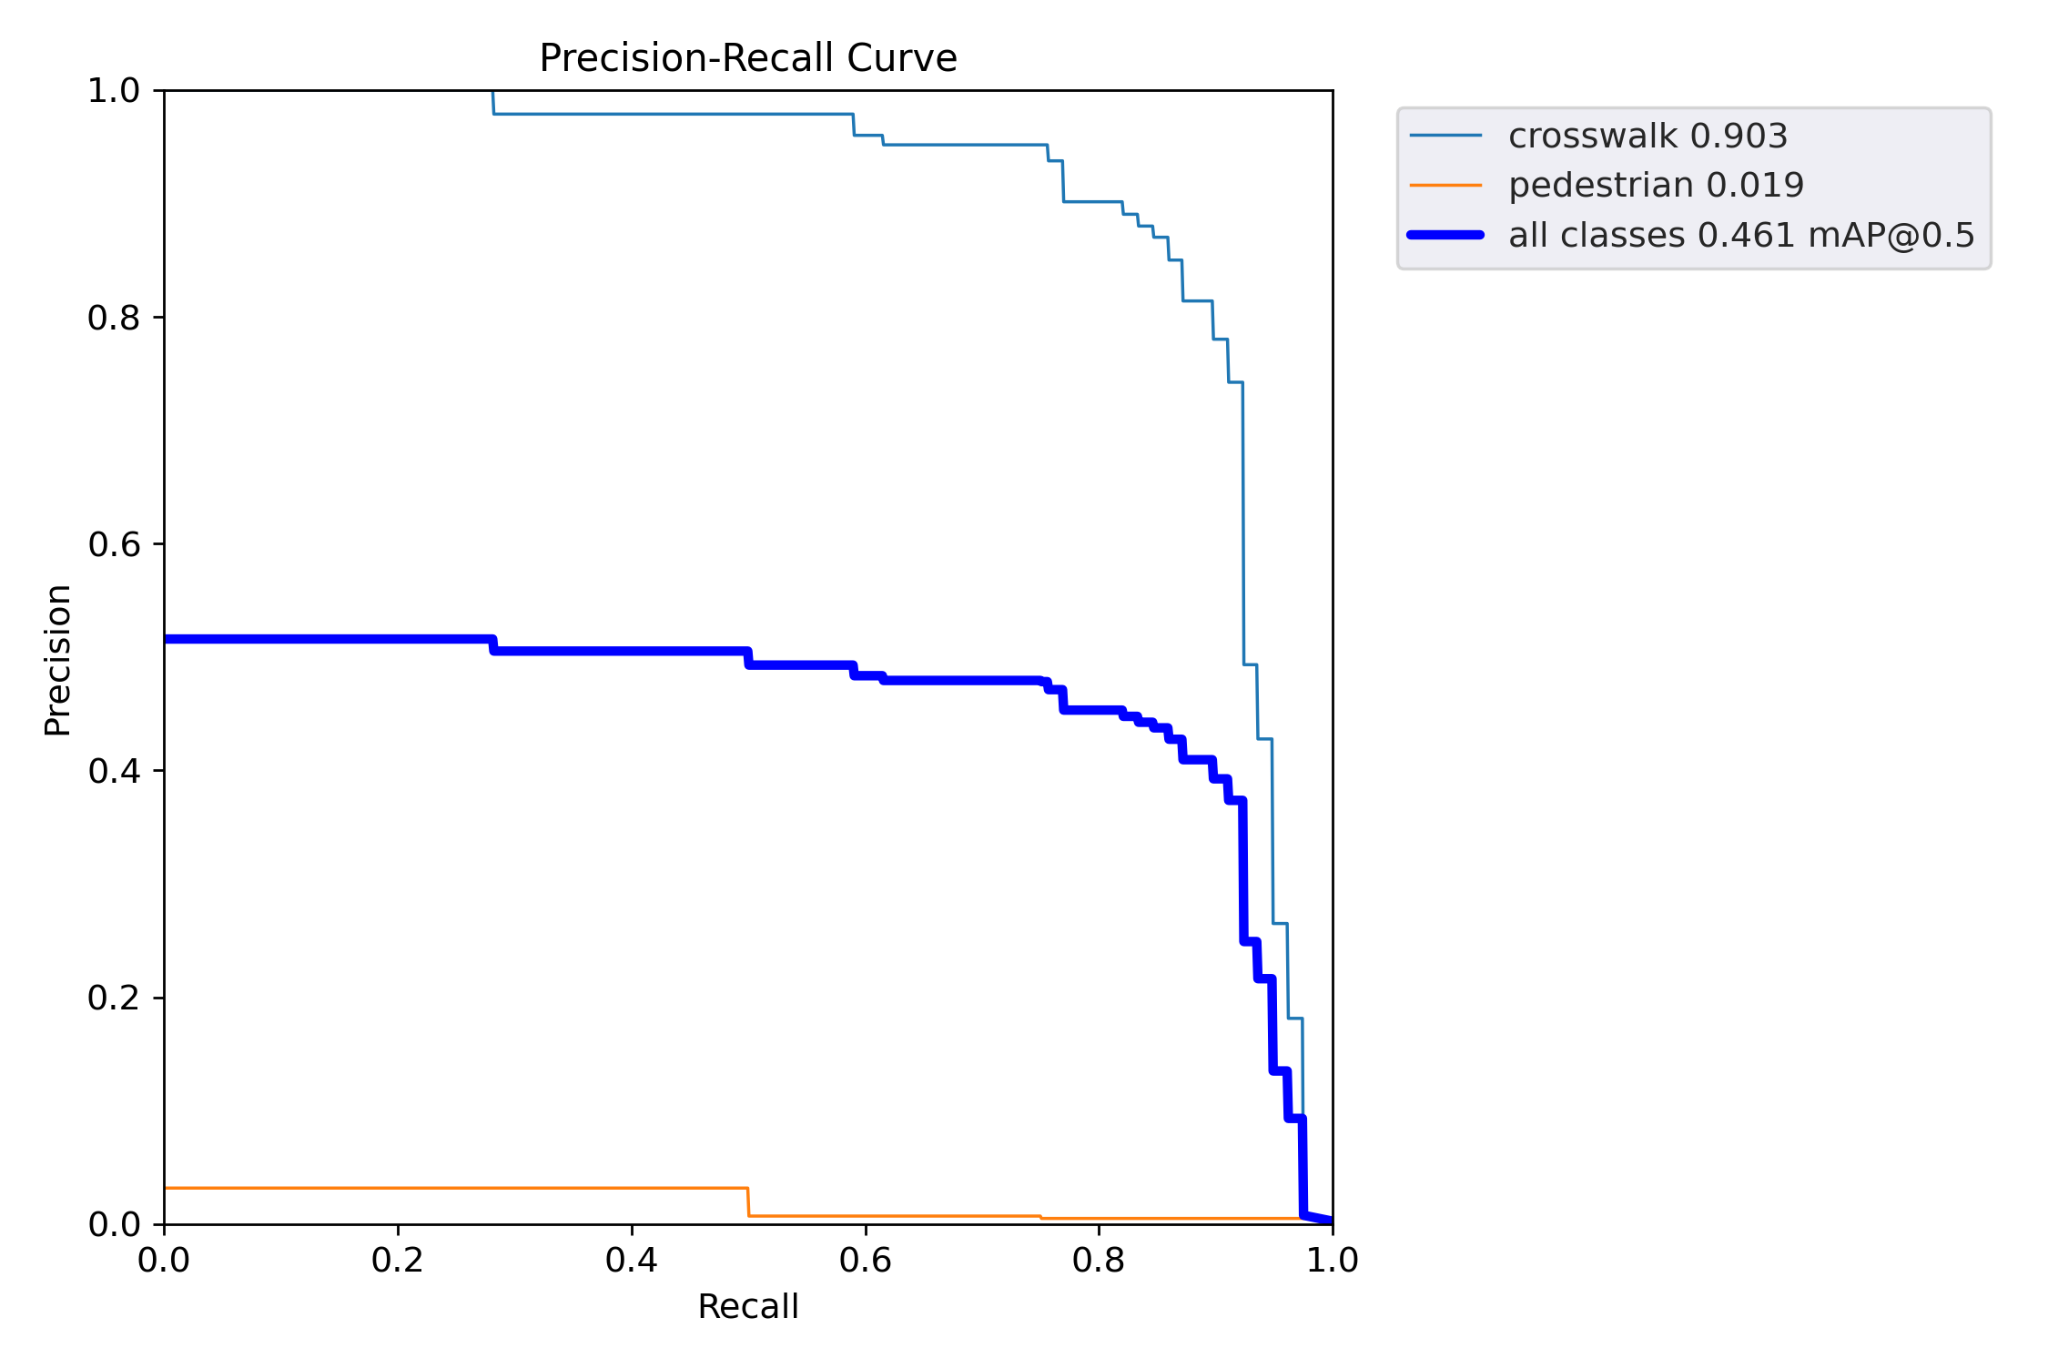 Precision-Recall Curve
crosswalk 0.903
pedestrian 0.019
all classes 0.461 mAP@0.5
Precision
1.0
0.8
0.6
0.4
0.2
0.0
0.0 0.2 0.4 0.6 0.8 1.0
Recall